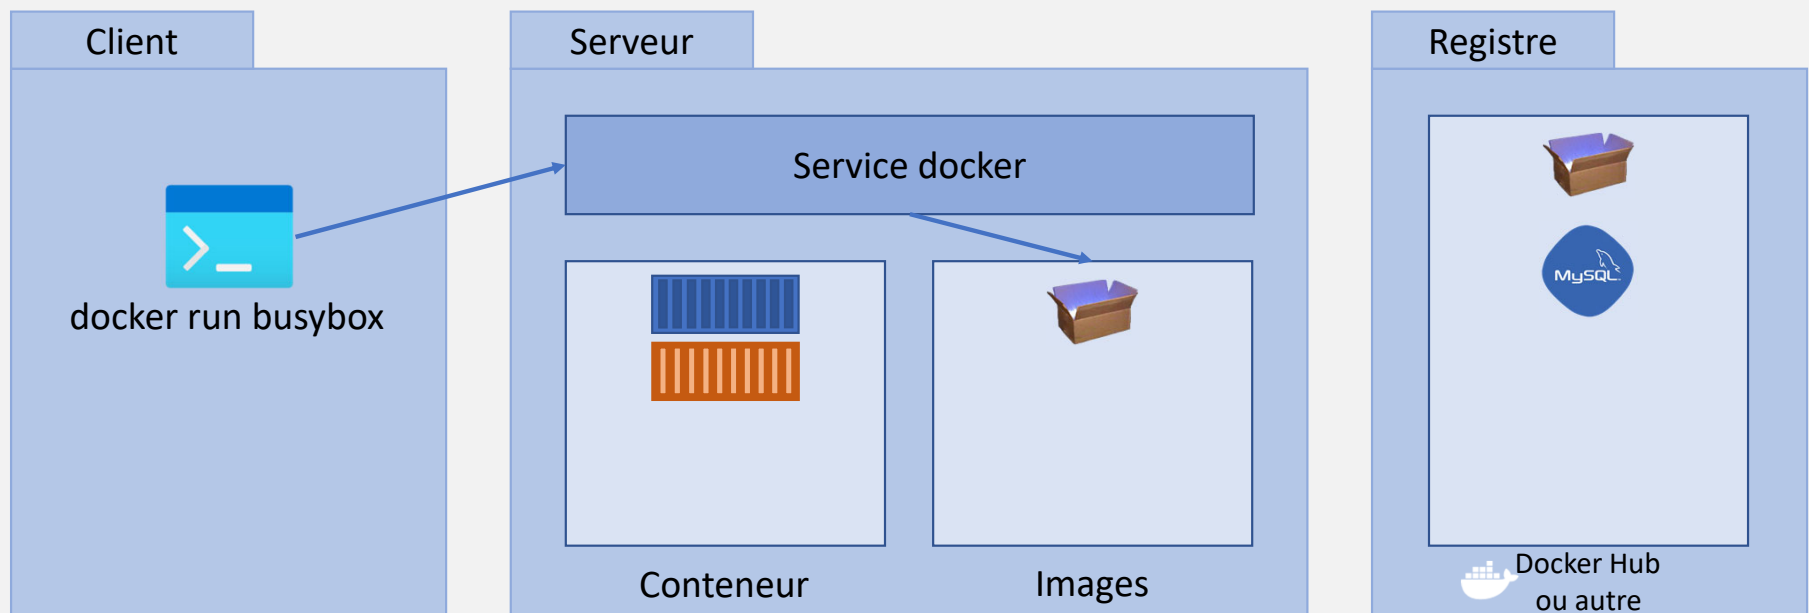 Client
Serveur
Registre
Service docker
>_
docker run busybox
MySQL
Conteneur
Images
Docker Hub
ou autre